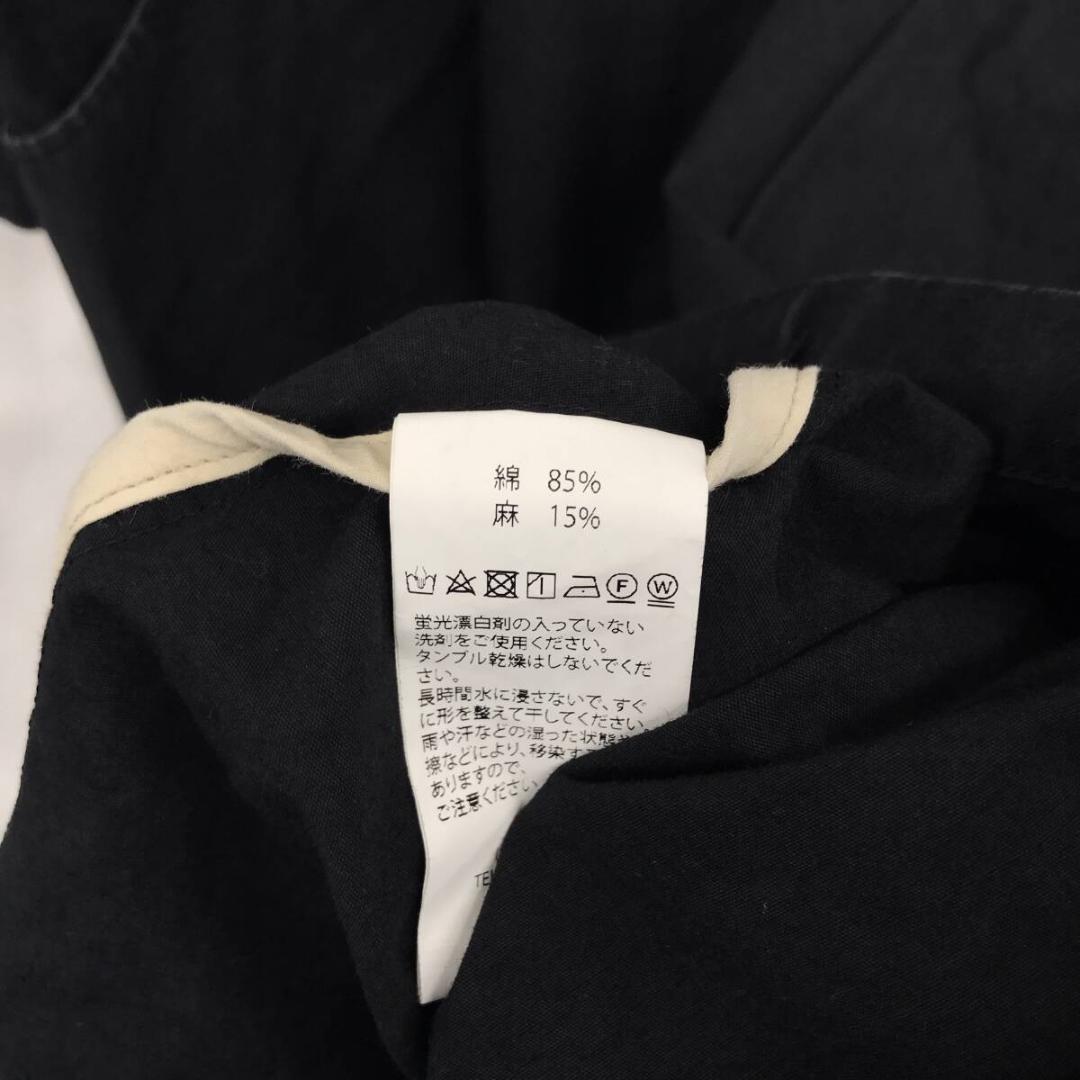 綿 85%
麻 15%
F W
蛍光漂白剤の入っていない
洗剤をご使用ください。
タンブル乾燥はしないでくだ
さい。
長時間水に浸さないで、すぐ
に形を整えて干してください。
雨や汗などの湿った状態や
擦などにより、移染す
ありますので、
ご注意ください
TE